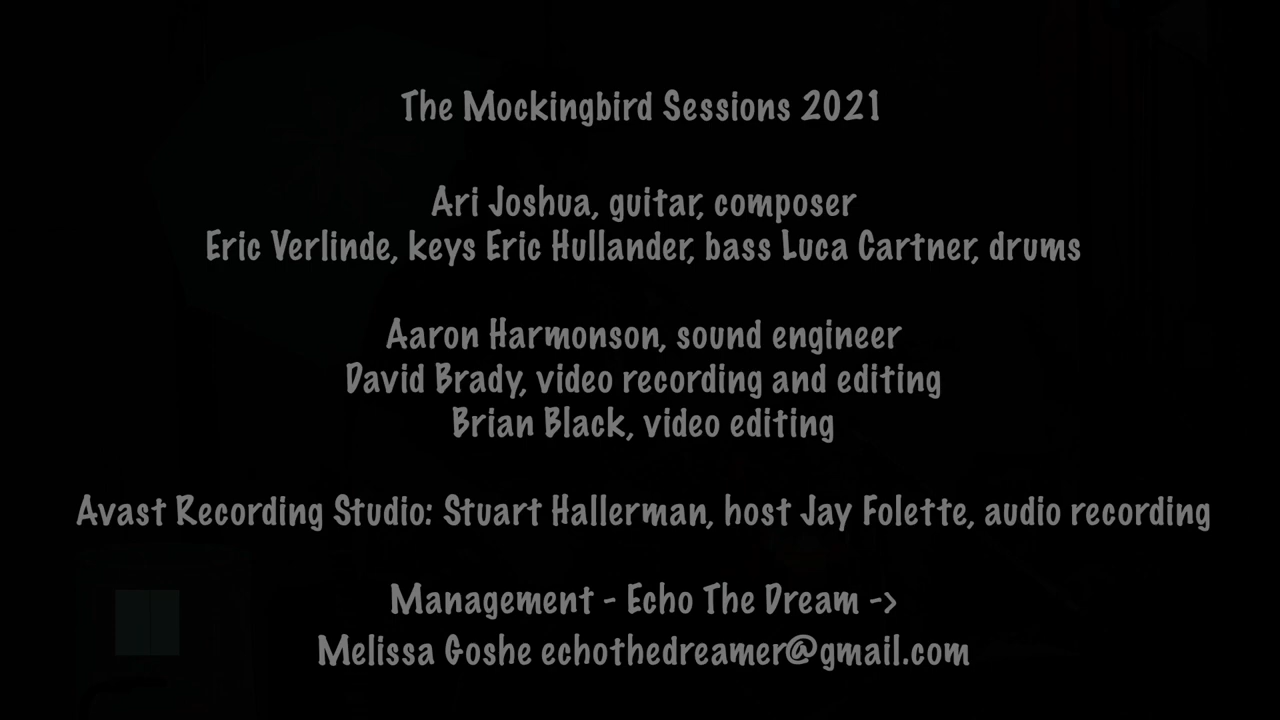 The Mockingbird Sessions 2021
Ari Joshua, guitar, composer
Eric Verlinde, keys Eric Hullander, bass Luca Cartner, drums
Aaron Harmonson, sound engineer
David Brady, video recording and editing
Brian Black, video editing
Avast Recording Studio: Stuart Hallerman, host Jay Folette, audio recording
Management - Echo The Dream ->
Melissa Goshe echothedreamer@gmail.com